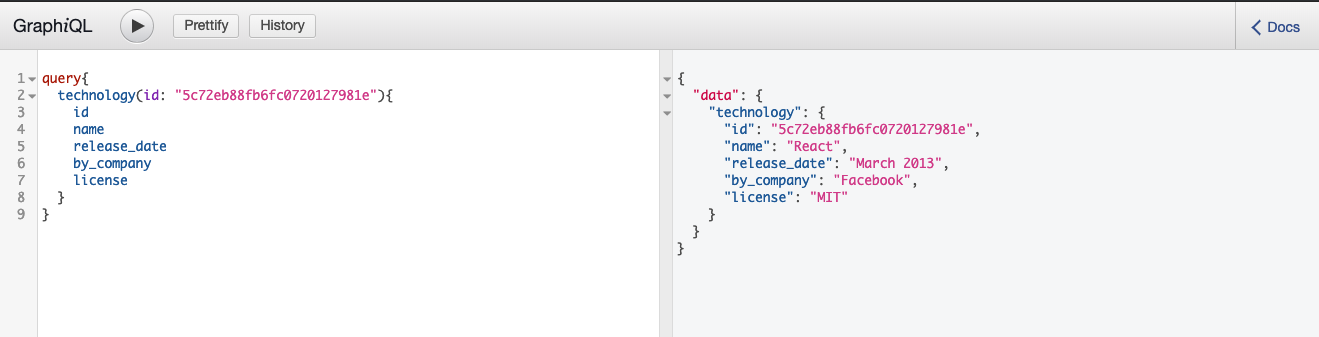 GraphiQL Prettify History Docs
1 query{
2 technology(id: "5c72eb88fb6fc0720127981e"){
3 id
4 name
5 release_date
6 by_company
7 license
8 }
9 }
{
"data": {
"technology": {
"id": "5c72eb88fb6fc0720127981e",
"name": "React",
"release_date": "March 2013",
"by_company": "Facebook",
"license": "MIT"
}
}
}